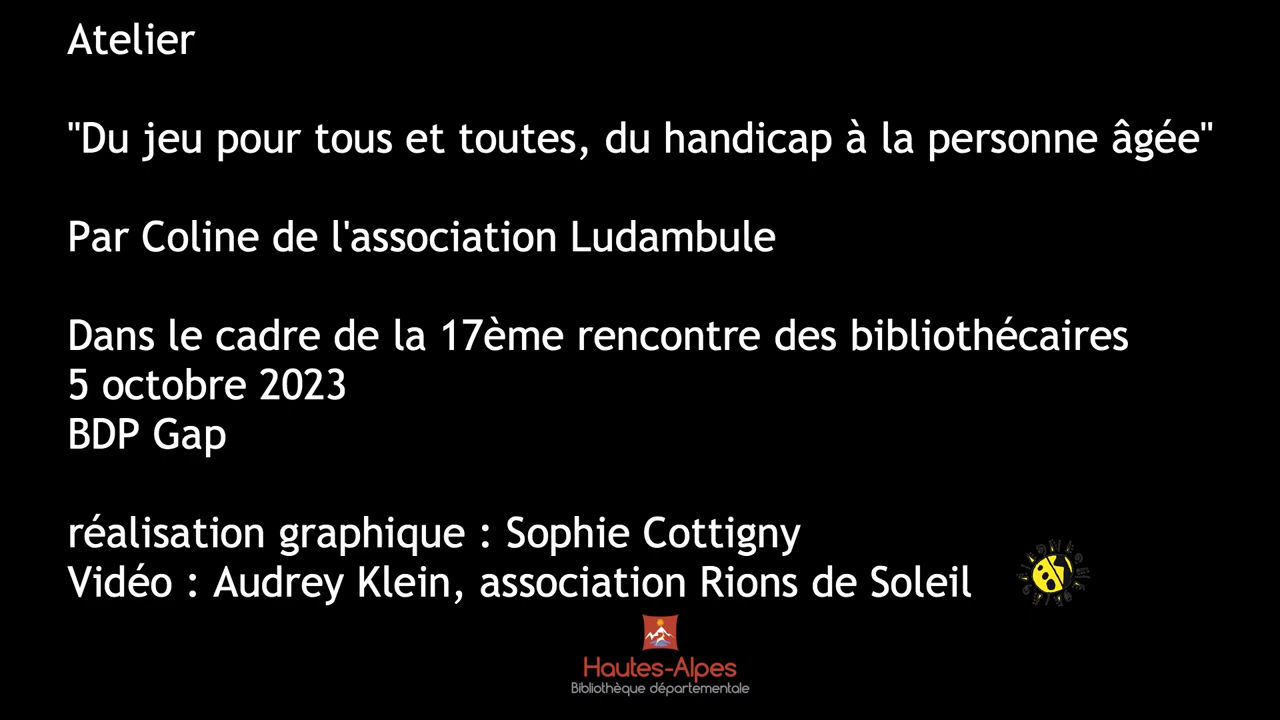 Atelier
"Du jeu pour tous et toutes, du handicap à la personne âgée"
Par Coline de l'association Ludambule
Dans le cadre de la 17ème rencontre des bibliothécaires
5 octobre 2023
BDP Gap
réalisation graphique : Sophie Cottigny
Vidéo : Audrey Klein, association Rions de Soleil
Hautes-Alpes
Bibliothèque départementale